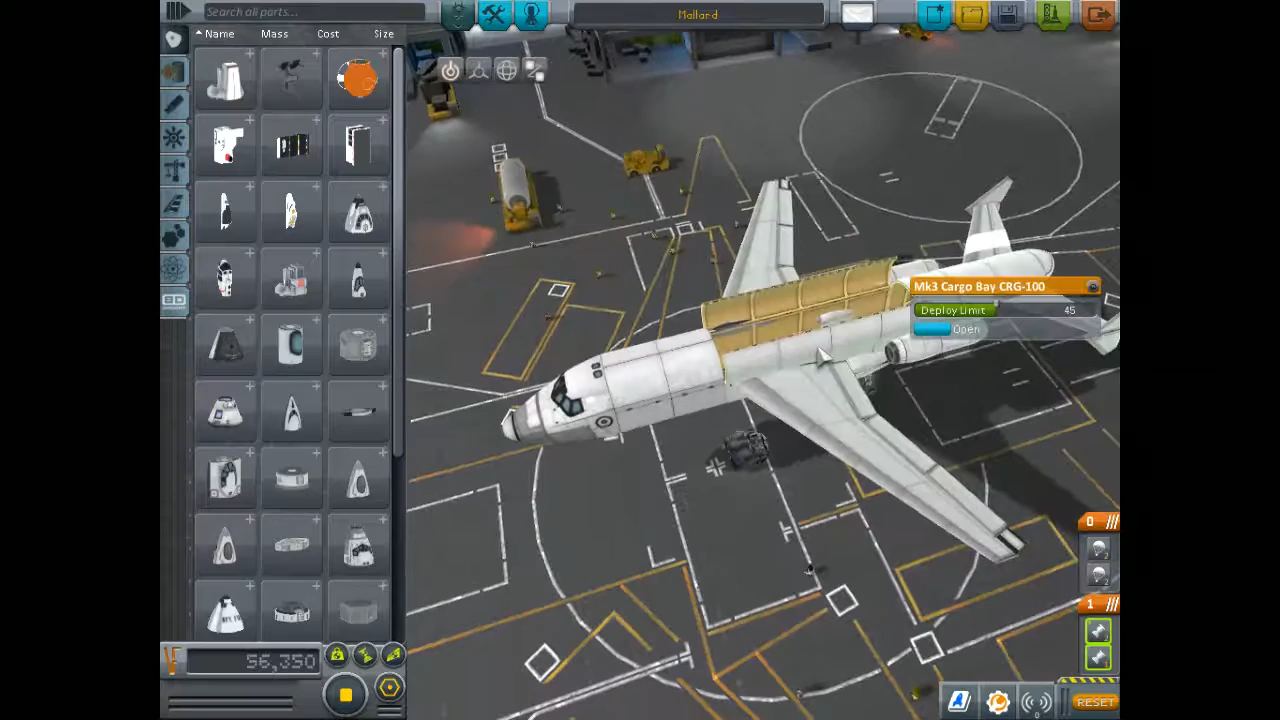 Search all parts...
Mallard
Name Mass Cost Size
Mk3 Cargo Bay CRG-100
Deploy Limit 45
Open
0
1
56,350
RESET